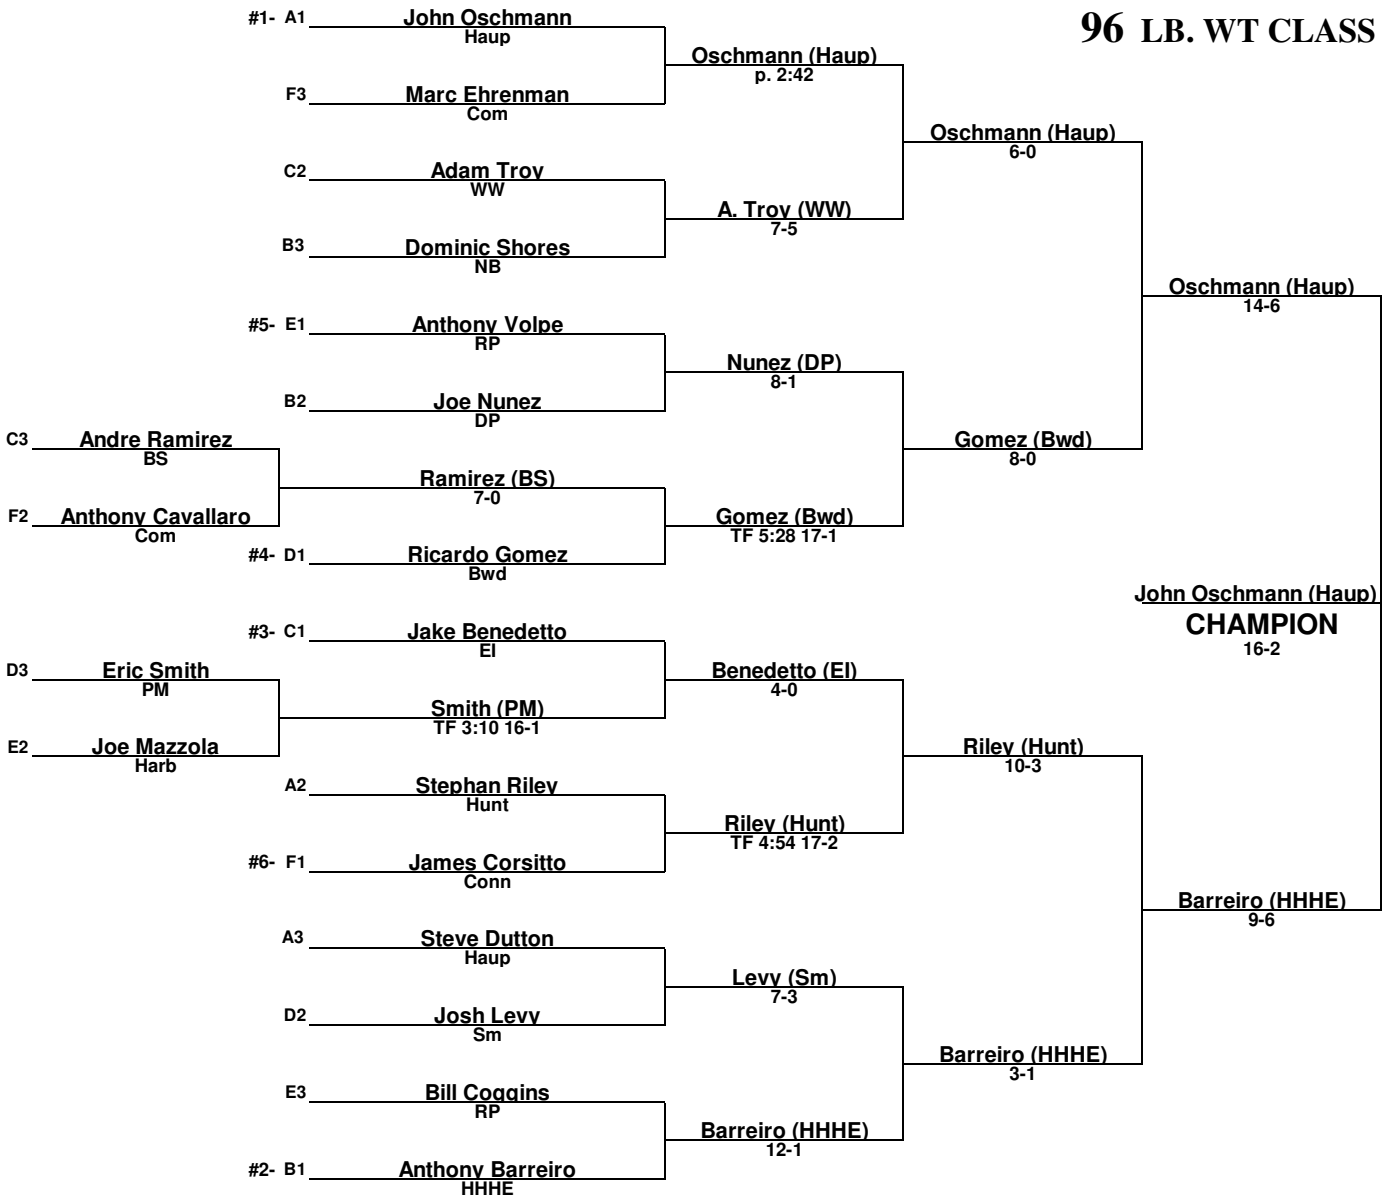 96 LB. WT CLASS
#1- A1 John Oschmann
Haup
Oschmann (Haup)
p. 2:42
F3 Marc Ehrenman
Com
Oschmann (Haup)
6-0
C2 Adam Troy
WW
A. Troy (WW)
7-5
B3 Dominic Shores
NB
Oschmann (Haup)
14-6
#5- E1 Anthony Volpe
RP
Nunez (DP)
8-1
B2 Joe Nunez
DP
C3 Andre Ramirez
BS
Gomez (Bwd)
8-0
Ramirez (BS)
7-0
F2 Anthony Cavallaro
Com
Gomez (Bwd)
TF 5:28 17-1
#4- D1 Ricardo Gomez
Bwd
John Oschmann (Haup)
CHAMPION
16-2
#3- C1 Jake Benedetto
EI
D3 Eric Smith
PM
Benedetto (EI)
4-0
Smith (PM)
TF 3:10 16-1
E2 Joe Mazzola
Harb
Riley (Hunt)
10-3
A2 Stephan Riley
Hunt
Riley (Hunt)
TF 4:54 17-2
#6- F1 James Corsitto
Conn
Barreiro (HHHE)
9-6
A3 Steve Dutton
Haup
Levy (Sm)
7-3
D2 Josh Levy
Sm
Barreiro (HHHE)
3-1
E3 Bill Coggins
RP
Barreiro (HHHE)
12-1
#2- B1 Anthony Barreiro
HHHE